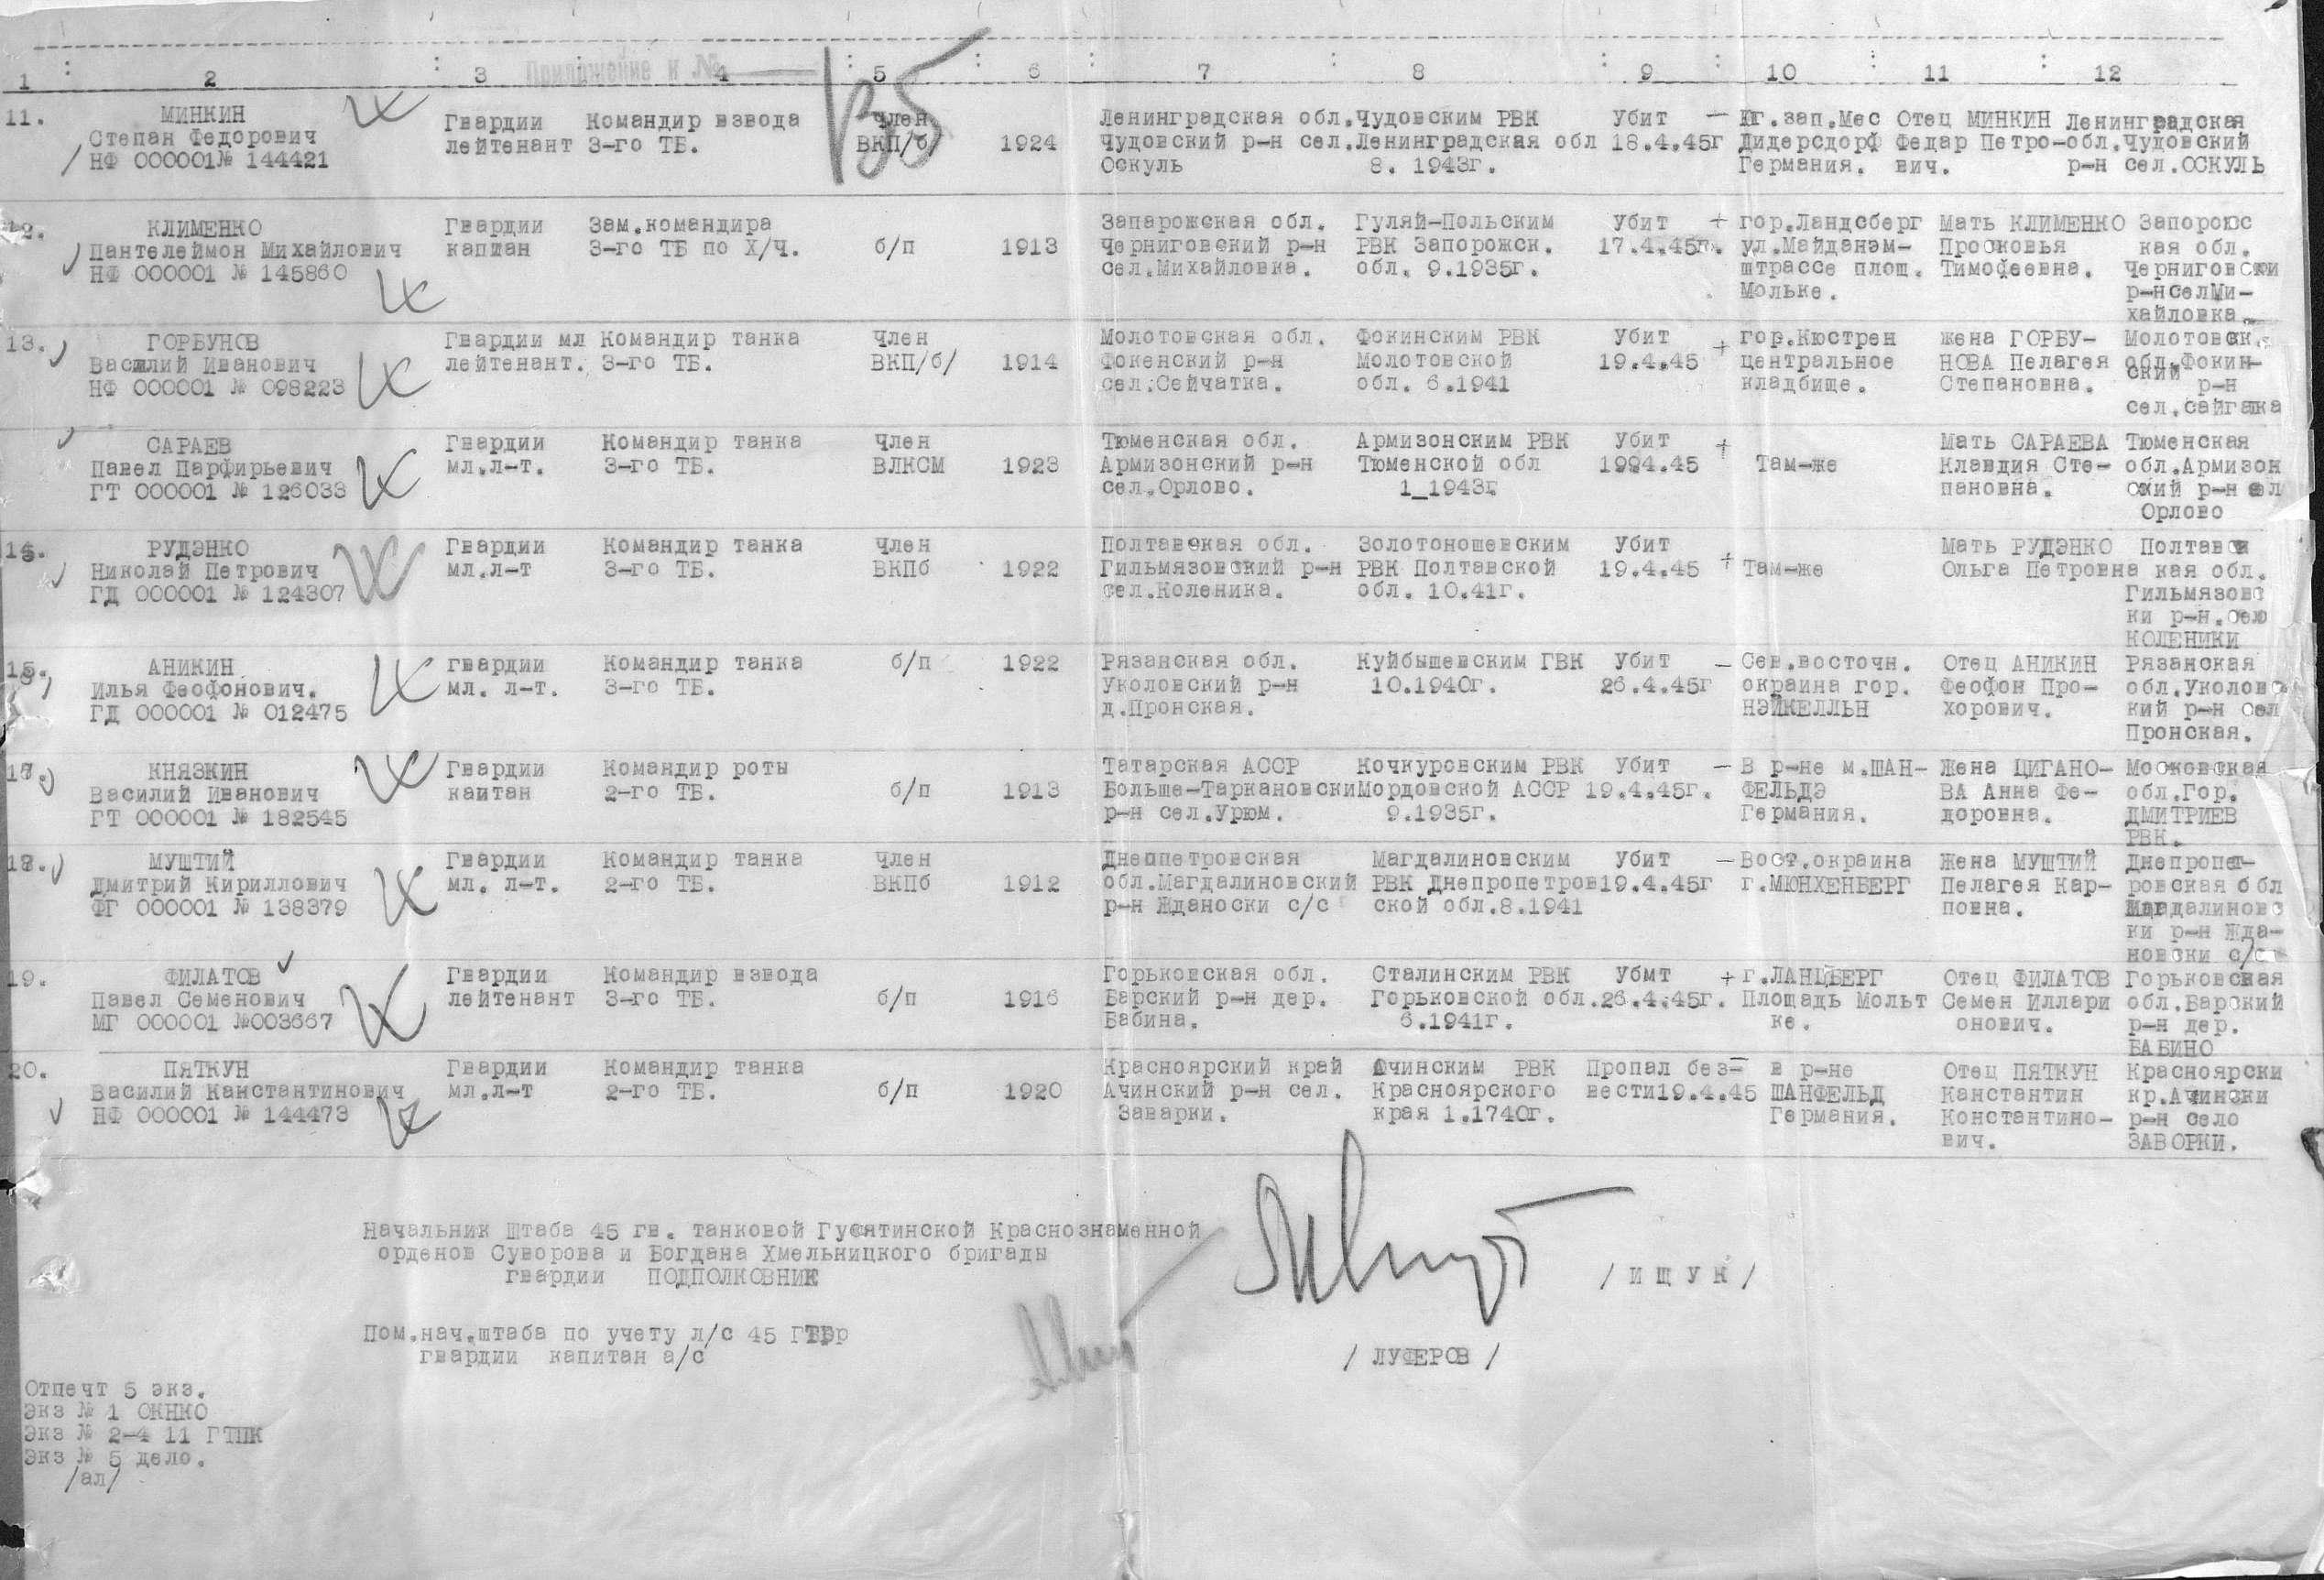 Приложение к №
135
1 2 3 4 5 6 7 8 9 10 11 12
11. МИНКИН
Степан Федорович
НФ 000001№ 144421
Гвардии
лейтенант
Командир взвода
3-го ТБ.
Член
ВКП/б/
1924
Ленинградская обл.
Чудовский р-н сел.
Оскуль
Чудовским РВК
Ленинградская обл
8. 1943г.
Убит
18.4.45г
Юг.зап.Мес
Дидерсдорф
Германия.
Отец МИНКИН
Федар Петро-
вич.
Ленинградская
обл.Чудовский
р-н сел.ОСКУЛЬ
12. КЛИМЕНКО
Пантелеймон Михайлович
НФ 000001 № 145860
Гвардии
капиан
Зам.командира
3-го ТБ по Х/Ч.
б/п
1913
Запарожская обл.
Черниговский р-н
сел.Михайловка.
Гуляй-Польским
РВК Запорожск.
обл. 9.1935г.
Убит
17.4.45г.
гор.Ландсберг
ул.Майданэм-
штрассе площ.
Мольке.
Мать КЛИМЕНКО
Просковья
Тимофеевна.
Запорожс
кая обл.
Черниговски
р-нселМи-
хайловка.
13. ГОРБУНОВ
Василий Иванович
НФ 000001 № 098223
Гвардии мл
лейтенант.
Командир танка
3-го ТБ.
Член
ВКП/б/
1914
Молотовская обл.
Фокенский р-н
сел.Сейчатка.
Фокинским РВК
Молотовской
обл. 6.1941
Убит
19.4.45
гор.Кюстрен
центральное
кладбище.
жена ГОРБУ-
НОВА Пелагея
Степановна.
Молотовск.
обл.Фокин-
ский р-н
сел.сайгатка
САРАЕВ
Павел Парфирьевич
ГТ 000001 № 126033
Гвардии
мл.л-т.
Командир танка
3-го ТБ.
Член
ВЛКСМ
1923
Тюменская обл.
Армизонский р-н
сел.Орлово.
Армизонским РВК
Тюменской обл
1_1943г
Убит
1994.45
Там-же
Мать САРАЕВА
Клавдия Сте-
пановна.
Тюменская
обл.Армизон
ский р-н сел
Орлово
РУДЭНКО
Николай Петрович
ГД 000001 № 124307
Гвардии
мл.л-т
Командир танка
3-го ТБ.
Член
ВКПб
1922
Полтавская обл.
Гильмязовский р-н
сел.Коленика.
Золотоношевским
РВК Полтавской
обл. 10.41г.
Убит
19.4.45
Там-же
Мать РУДЭНКО
Ольга Петровна
Полтавс
кая обл.
Гильмязовс
ки р-н.село
КОЛЕНИКИ
АНИКИН
Илья Феофонович.
ГД 000001 № 012475
гвардии
мл. л-т.
Командир танка
3-го ТБ.
б/п
1922
Рязанская обл.
Уколовский р-н
д.Пронская.
Куйбышевским ГВК
10.1940г.
Убит
26.4.45г
Сев.восточн.
окраина гор.
НЭЙКЕЛЛЬН
Отец АНИКИН
Феофон Про-
хорович.
Рязанская
обл.Уколовс
кий р-н сел
Пронская.
17. КНЯЗКИН
Василий Иванович
ГТ 000001 № 182545
Гвардии
каитан
Командир роты
2-го ТБ.
б/п
1913
Татарская АССР
Больше-Таркановски
р-н сел.Урюм.
Кочкуровским РВК
Мордовской АССР
9.1935г.
Убит
19.4.45г.
В р-не м.ШАН-
ФЕЛЬДЭ
Германия.
Жена ЦИГАНО-
ВА Анна Фе-
доровна.
Московская
обл.Гор.
ДМИТРИЕВ
РВК.
18. МУШТИЙ
Дмитрий Кириллович
ФГ 000001 № 138379
Гвардии
мл. л-т.
Командир танка
2-го ТБ.
Член
ВКПб
1912
Днеппетровская
обл.Магдалиновский
р-н Жданоски с/с
Магдалиновским
РВК Днепропетров
ской обл.8.1941
Убит
19.4.45г
Вост.окраина
г.МЮНХЕНБЕРГ
Жена МУШТИЙ
Пелагея Кар-
повна.
Днепропет-
ровская обл
Магдалиновс
ки р-н Жда-
новски с/с
19. ФИЛАТОВ
Павел Семенович
МГ 000001 №003667
Гвардии
лейтенант
Командир взвода
3-го ТБ.
б/п
1916
Горьковская обл.
Варский р-н дер.
Бабина.
Сталинским РВК
Горьковской обл.
6.1941г.
Убмт
26.4.45г.
г.ЛАНЦБЕРГ
Площадь Мольт
ке.
Отец ФИЛАТОВ
Семен Иллари
онович.
Горьковская
обл.Варский
р-н дер.
БАБИНО
20. ПЯТКУН
Василий Канстантинович
НФ 000001 № 144473
Гвардии
мл.л-т
Командир танка
2-го ТБ.
б/п
1920
Красноярский край
Ачинский р-н сел.
Заварки.
Ачинским РВК
Красноярского
края 1.1740г.
Пропал без-
вести19.4.45
в р-не
ШАНФЕЛЬД
Германия.
Отец ПЯТКУН
Канстантин
Константино-
вич.
Красноярски
кр.Ачински
р-н село
ЗАВОРКИ.
Начальник Штаба 45 гв. танковой Гусятинской Краснознаменной
орденов Суворова и Богдана Хмельницкого бригады
гвардии ПОДПОЛКОВНИК
/ И Щ У К /
Пом.нач.штаба по учету л/с 45 ГТБр
гвардии капитан а/с
/ ЛУФЕРОВ /
Отпечт 5 экз.
Экз № 1 ОКНКО
Экз № 2-4 11 ГТПК
Экз № 5 дело.
/ал/